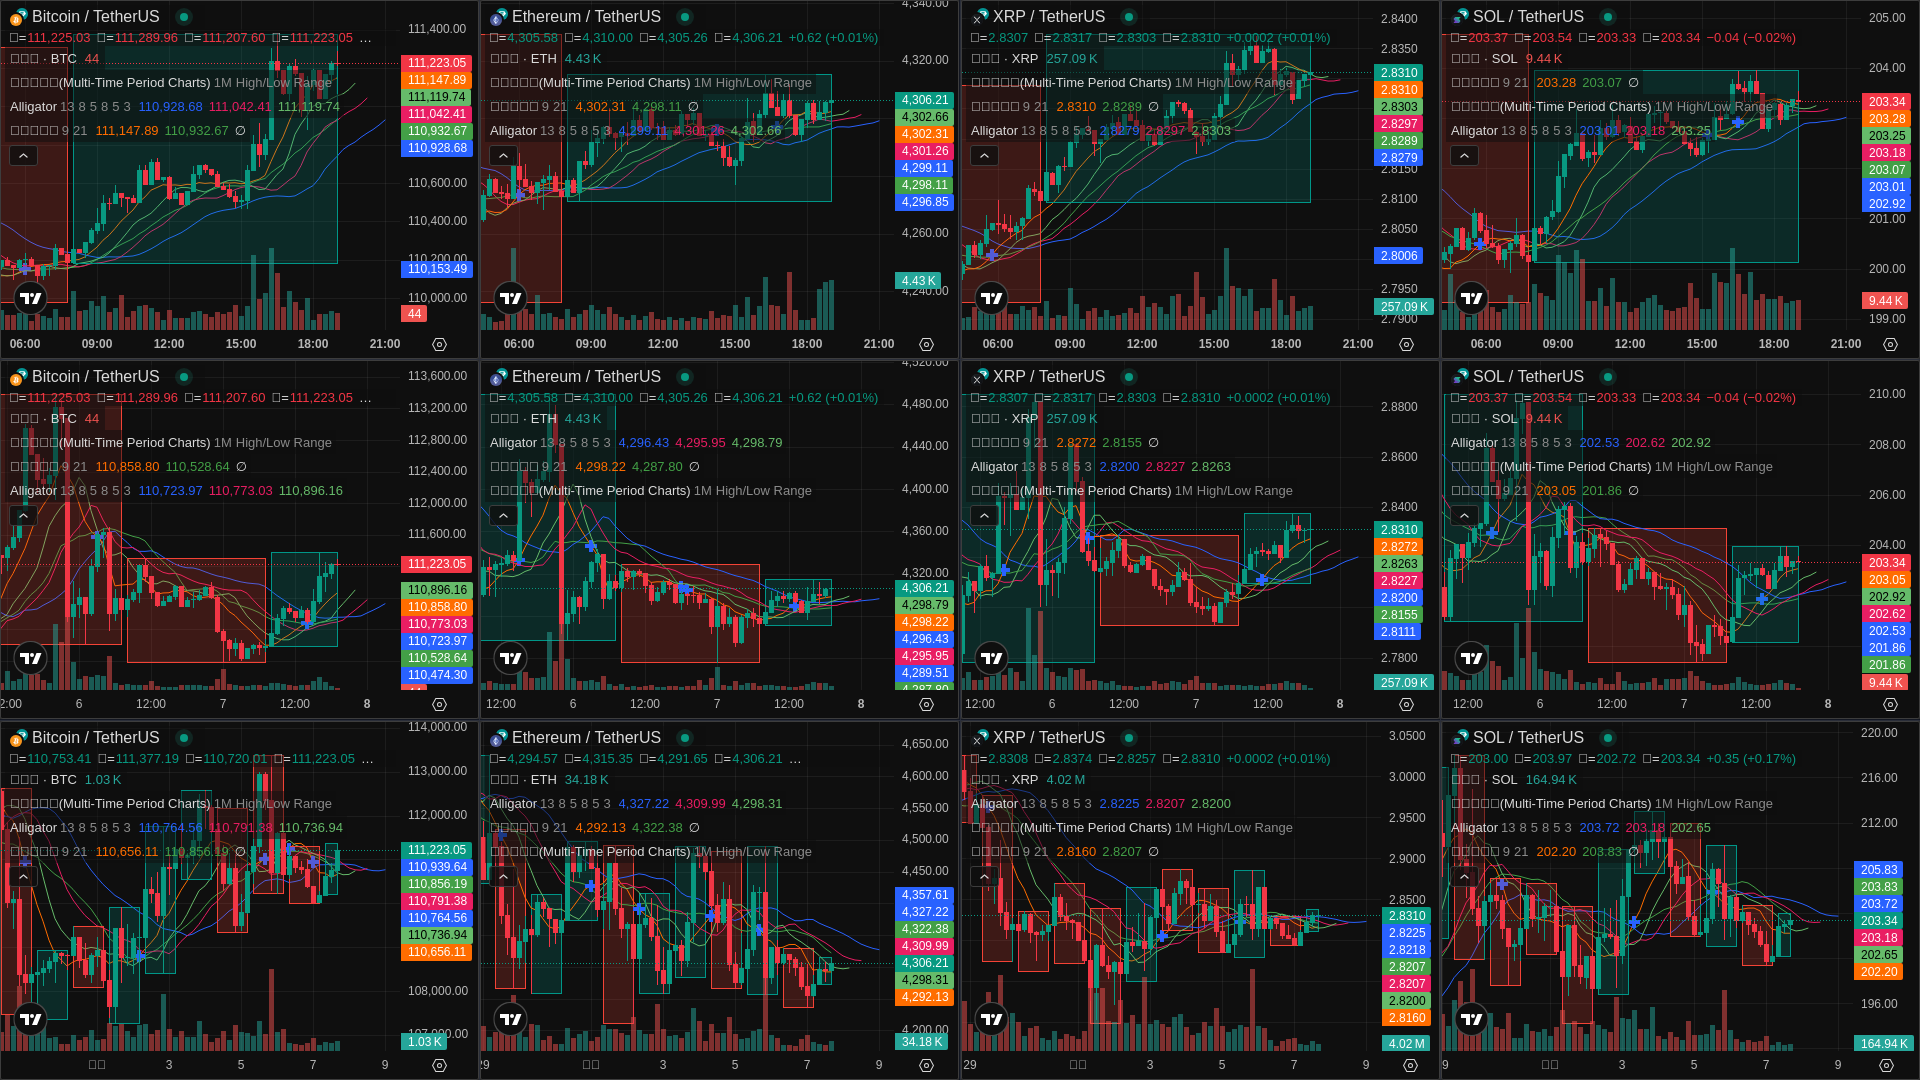 Bitcoin / TetherUS
□=111,225.03 □=111,289.96 □=111,207.60 □=111,223.05 …
□□□ · BTC 44
□□□□□(Multi-Time Period Charts) 1M High/Low Range
Alligator 13 8 5 8 5 3 110,928.68 111,042.41 111,119.74
□□□□□ 9 21 111,147.89 110,932.67 ∅
111,400.00
111,223.05
111,147.89
111,119.74
111,042.41
110,932.67
110,928.68
110,600.00
110,400.00
110,200.00
110,153.49
110,000.00
44
06:00 09:00 12:00 15:00 18:00 21:00
Ethereum / TetherUS
□=4,305.58 □=4,310.00 □=4,305.26 □=4,306.21 +0.62 (+0.01%)
□□□ · ETH 4.43 K
□□□□□(Multi-Time Period Charts) 1M High/Low Range
□□□□□ 9 21 4,302.31 4,298.11 ∅
Alligator 13 8 5 8 5 3 4,299.11 4,301.26 4,302.66
4,340.00
4,320.00
4,306.21
4,302.66
4,302.31
4,301.26
4,299.11
4,298.11
4,296.85
4,260.00
4.43 K
4,240.00
06:00 09:00 12:00 15:00 18:00 21:00
XRP / TetherUS
□=2.8307 □=2.8317 □=2.8303 □=2.8310 +0.0002 (+0.01%)
□□□ · XRP 257.09 K
□□□□□(Multi-Time Period Charts) 1M High/Low Range
□□□□□ 9 21 2.8310 2.8289 ∅
Alligator 13 8 5 8 5 3 2.8279 2.8297 2.8303
2.8400
2.8350
2.8310
2.8310
2.8303
2.8297
2.8289
2.8279
2.8150
2.8100
2.8050
2.8006
2.7950
257.09 K
2.7900
06:00 09:00 12:00 15:00 18:00 21:00
SOL / TetherUS
□=203.37 □=203.54 □=203.33 □=203.34 −0.04 (−0.02%)
□□□ · SOL 9.44 K
□□□□□ 9 21 203.28 203.07 ∅
□□□□□(Multi-Time Period Charts) 1M High/Low Range
Alligator 13 8 5 8 5 3 203.01 203.18 203.25
205.00
204.00
203.34
203.28
203.25
203.18
203.07
203.01
202.92
201.00
200.00
9.44 K
199.00
06:00 09:00 12:00 15:00 18:00 21:00
Bitcoin / TetherUS
□=111,225.03 □=111,289.96 □=111,207.60 □=111,223.05 …
□□□ · BTC 44
□□□□□(Multi-Time Period Charts) 1M High/Low Range
□□□□□ 9 21 110,858.80 110,528.64 ∅
Alligator 13 8 5 8 5 3 110,723.97 110,773.03 110,896.16
113,600.00
113,200.00
112,800.00
112,400.00
112,000.00
111,600.00
111,223.05
110,896.16
110,858.80
110,773.03
110,723.97
110,528.64
110,474.30
44
2:00 6 12:00 7 12:00 8
Ethereum / TetherUS
□=4,305.58 □=4,310.00 □=4,305.26 □=4,306.21 +0.62 (+0.01%)
□□□ · ETH 4.43 K
Alligator 13 8 5 8 5 3 4,296.43 4,295.95 4,298.79
□□□□□ 9 21 4,298.22 4,287.80 ∅
□□□□□(Multi-Time Period Charts) 1M High/Low Range
4,520.00
4,480.00
4,440.00
4,400.00
4,360.00
4,320.00
4,306.21
4,298.79
4,298.22
4,296.43
4,295.95
4,289.51
4,287.80
12:00 6 12:00 7 12:00 8
XRP / TetherUS
□=2.8307 □=2.8317 □=2.8303 □=2.8310 +0.0002 (+0.01%)
□□□ · XRP 257.09 K
□□□□□ 9 21 2.8272 2.8155 ∅
Alligator 13 8 5 8 5 3 2.8200 2.8227 2.8263
□□□□□(Multi-Time Period Charts) 1M High/Low Range
2.8800
2.8600
2.8400
2.8310
2.8272
2.8263
2.8227
2.8200
2.8155
2.8111
2.7800
257.09 K
12:00 6 12:00 7 12:00 8
SOL / TetherUS
□=203.37 □=203.54 □=203.33 □=203.34 −0.04 (−0.02%)
□□□ · SOL 9.44 K
Alligator 13 8 5 8 5 3 202.53 202.62 202.92
□□□□□(Multi-Time Period Charts) 1M High/Low Range
□□□□□ 9 21 203.05 201.86 ∅
210.00
208.00
206.00
204.00
203.34
203.05
202.92
202.62
202.53
201.86
201.86
9.44 K
12:00 6 12:00 7 12:00 8
Bitcoin / TetherUS
□=110,753.41 □=111,377.19 □=110,720.01 □=111,223.05 …
□□□ · BTC 1.03 K
□□□□□(Multi-Time Period Charts) 1M High/Low Range
Alligator 13 8 5 8 5 3 110,764.56 110,791.38 110,736.94
□□□□□ 9 21 110,656.11 110,856.19 ∅
114,000.00
113,000.00
112,000.00
111,223.05
110,939.64
110,856.19
110,791.38
110,764.56
110,736.94
110,656.11
108,000.00
107,000.00
1.03 K
□□ 3 5 7 9
Ethereum / TetherUS
□=4,294.57 □=4,315.35 □=4,291.65 □=4,306.21 …
□□□ · ETH 34.18 K
Alligator 13 8 5 8 5 3 4,327.22 4,309.99 4,298.31
□□□□□ 9 21 4,292.13 4,322.38 ∅
□□□□□(Multi-Time Period Charts) 1M High/Low Range
4,650.00
4,600.00
4,550.00
4,500.00
4,450.00
4,357.61
4,327.22
4,322.38
4,309.99
4,306.21
4,298.31
4,292.13
4,200.00
34.18 K
29 □□ 3 5 7 9
XRP / TetherUS
□=2.8308 □=2.8374 □=2.8257 □=2.8310 +0.0002 (+0.01%)
□□□ · XRP 4.02 M
Alligator 13 8 5 8 5 3 2.8225 2.8207 2.8200
□□□□□(Multi-Time Period Charts) 1M High/Low Range
□□□□□ 9 21 2.8160 2.8207 ∅
3.0500
3.0000
2.9500
2.9000
2.8500
2.8310
2.8225
2.8218
2.8207
2.8207
2.8200
2.8160
4.02 M
29 □□ 3 5 7 9
SOL / TetherUS
□=203.00 □=203.97 □=202.72 □=203.34 +0.35 (+0.17%)
□□□ · SOL 164.94 K
□□□□□(Multi-Time Period Charts) 1M High/Low Range
Alligator 13 8 5 8 5 3 203.72 203.18 202.65
□□□□□ 9 21 202.20 203.83 ∅
220.00
216.00
212.00
205.83
203.83
203.72
203.34
203.18
202.65
202.20
196.00
164.94 K
9 □□ 3 5 7 9